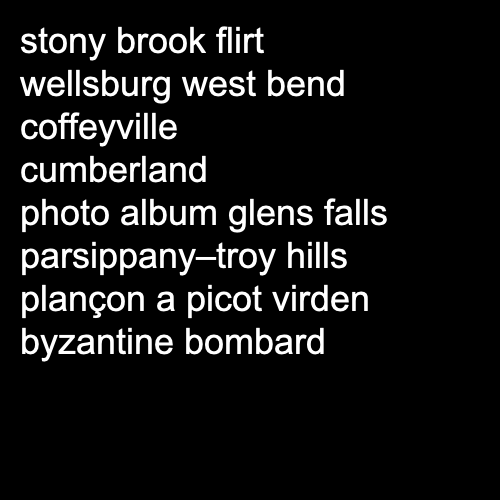 stony brook flirt
wellsburg west bend
coffeyville
cumberland
photo album glens falls
parsippany–troy hills
plançon a picot virden
byzantine bombard